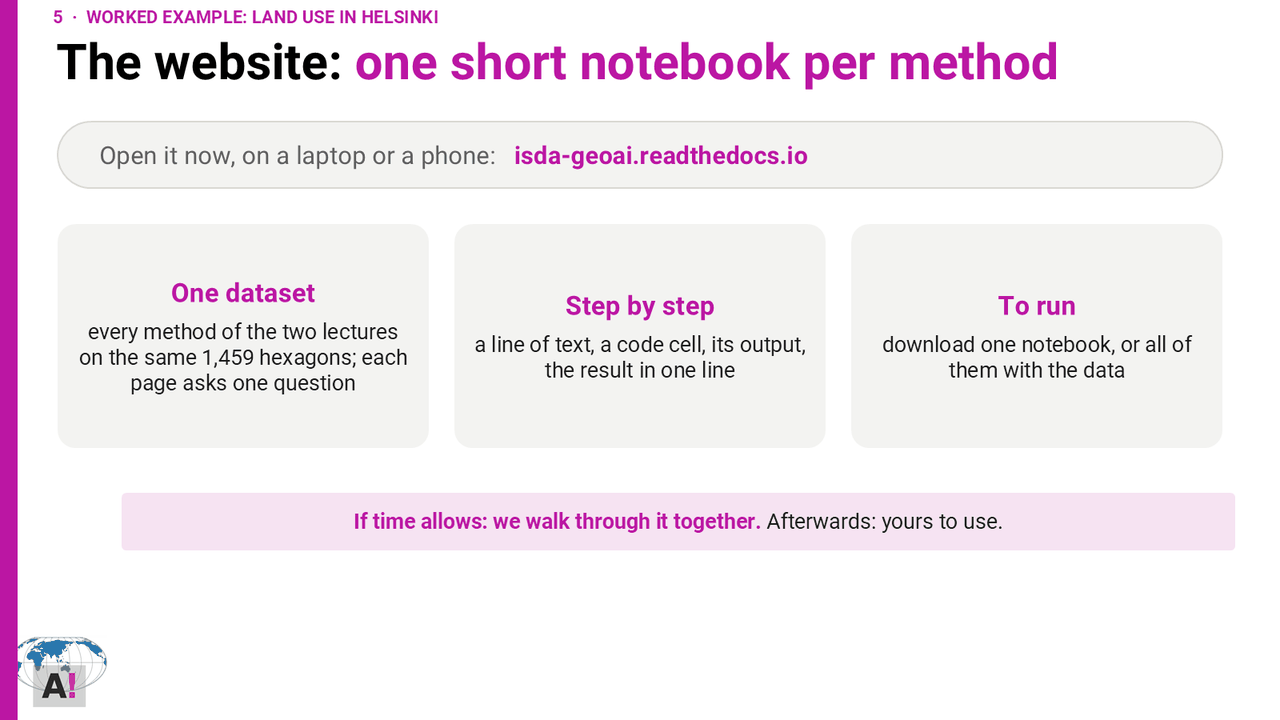 5 · WORKED EXAMPLE: LAND USE IN HELSINKI
The website: one short notebook per method
Open it now, on a laptop or a phone: isda-geoai.readthedocs.io
One dataset
every method of the two lectures
on the same 1,459 hexagons; each
page asks one question
Step by step
a line of text, a code cell, its output,
the result in one line
To run
download one notebook, or all of
them with the data
If time allows: we walk through it together. Afterwards: yours to use.
A!